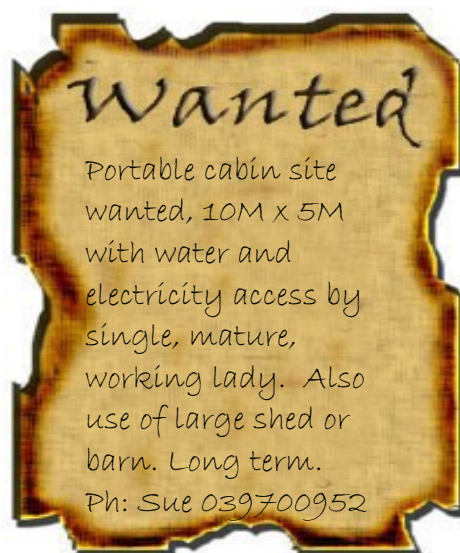 Wanted
Portable cabin site
wanted, 10M x 5M
with water and
electricity access by
single, mature,
working lady. Also
use of large shed or
barn. Long term.
Ph: Sue 039700952